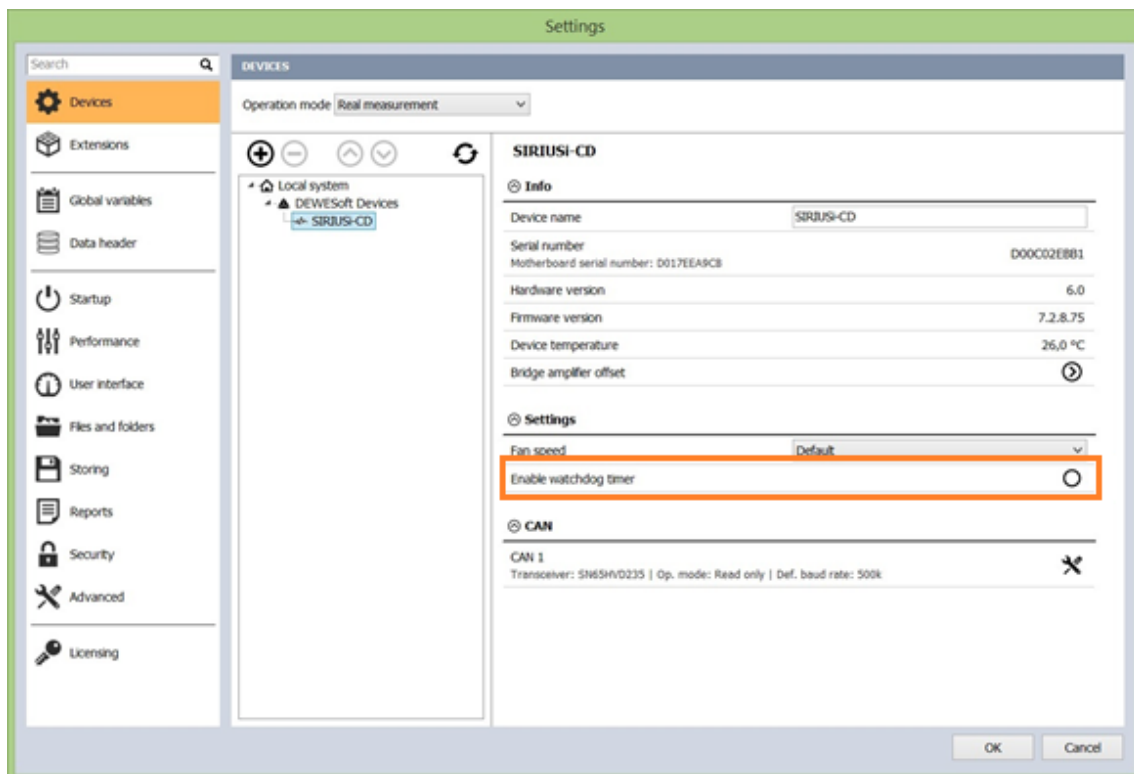 Settings
Search
Devices
Extensions
Global variables
Data header
Startup
Performance
User interface
Files and folders
Storing
Reports
Security
Advanced
Licensing
DEVICES
Operation mode Real measurement
Local system
DEWESoft Devices
SIRIUSi-CD
SIRIUSi-CD
Info
Device name SIRIUSi-CD
Serial number
Motherboard serial number: D017EEA9CB D00C02EBB1
Hardware version 6.0
Firmware version 7.2.8.75
Device temperature 26,0 °C
Bridge amplifier offset
Settings
Fan speed Default
Enable watchdog timer
CAN
CAN 1
Transceiver: SN65HVD235 | Op. mode: Read only | Def. baud rate: 500k
OK Cancel